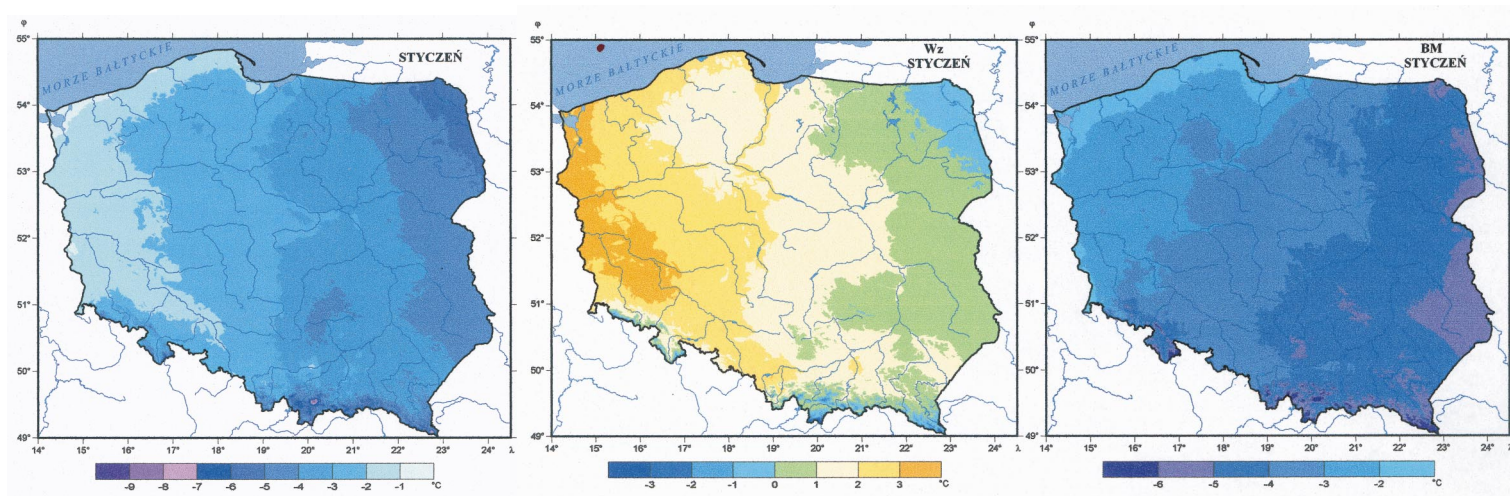 φ
55°
54°
53°
52°
51°
50°
49°
MORZE BAŁTYCKIE
STYCZEŃ
14° 15° 16° 17° 18° 19° 20° 21° 22° 23° 24° λ
-9 -8 -7 -6 -5 -4 -3 -2 -1 °C
φ
55°
54°
53°
52°
51°
50°
49°
MORZE BAŁTYCKIE
Wz
STYCZEŃ
14° 15° 16° 17° 18° 19° 20° 21° 22° 23° 24° λ
-3 -2 -1 0 1 2 3 °C
φ
55°
54°
53°
52°
51°
50°
49°
MORZE BAŁTYCKIE
BM
STYCZEŃ
14° 15° 16° 17° 18° 19° 20° 21° 22° 23° 24° λ
-6 -5 -4 -3 -2 °C